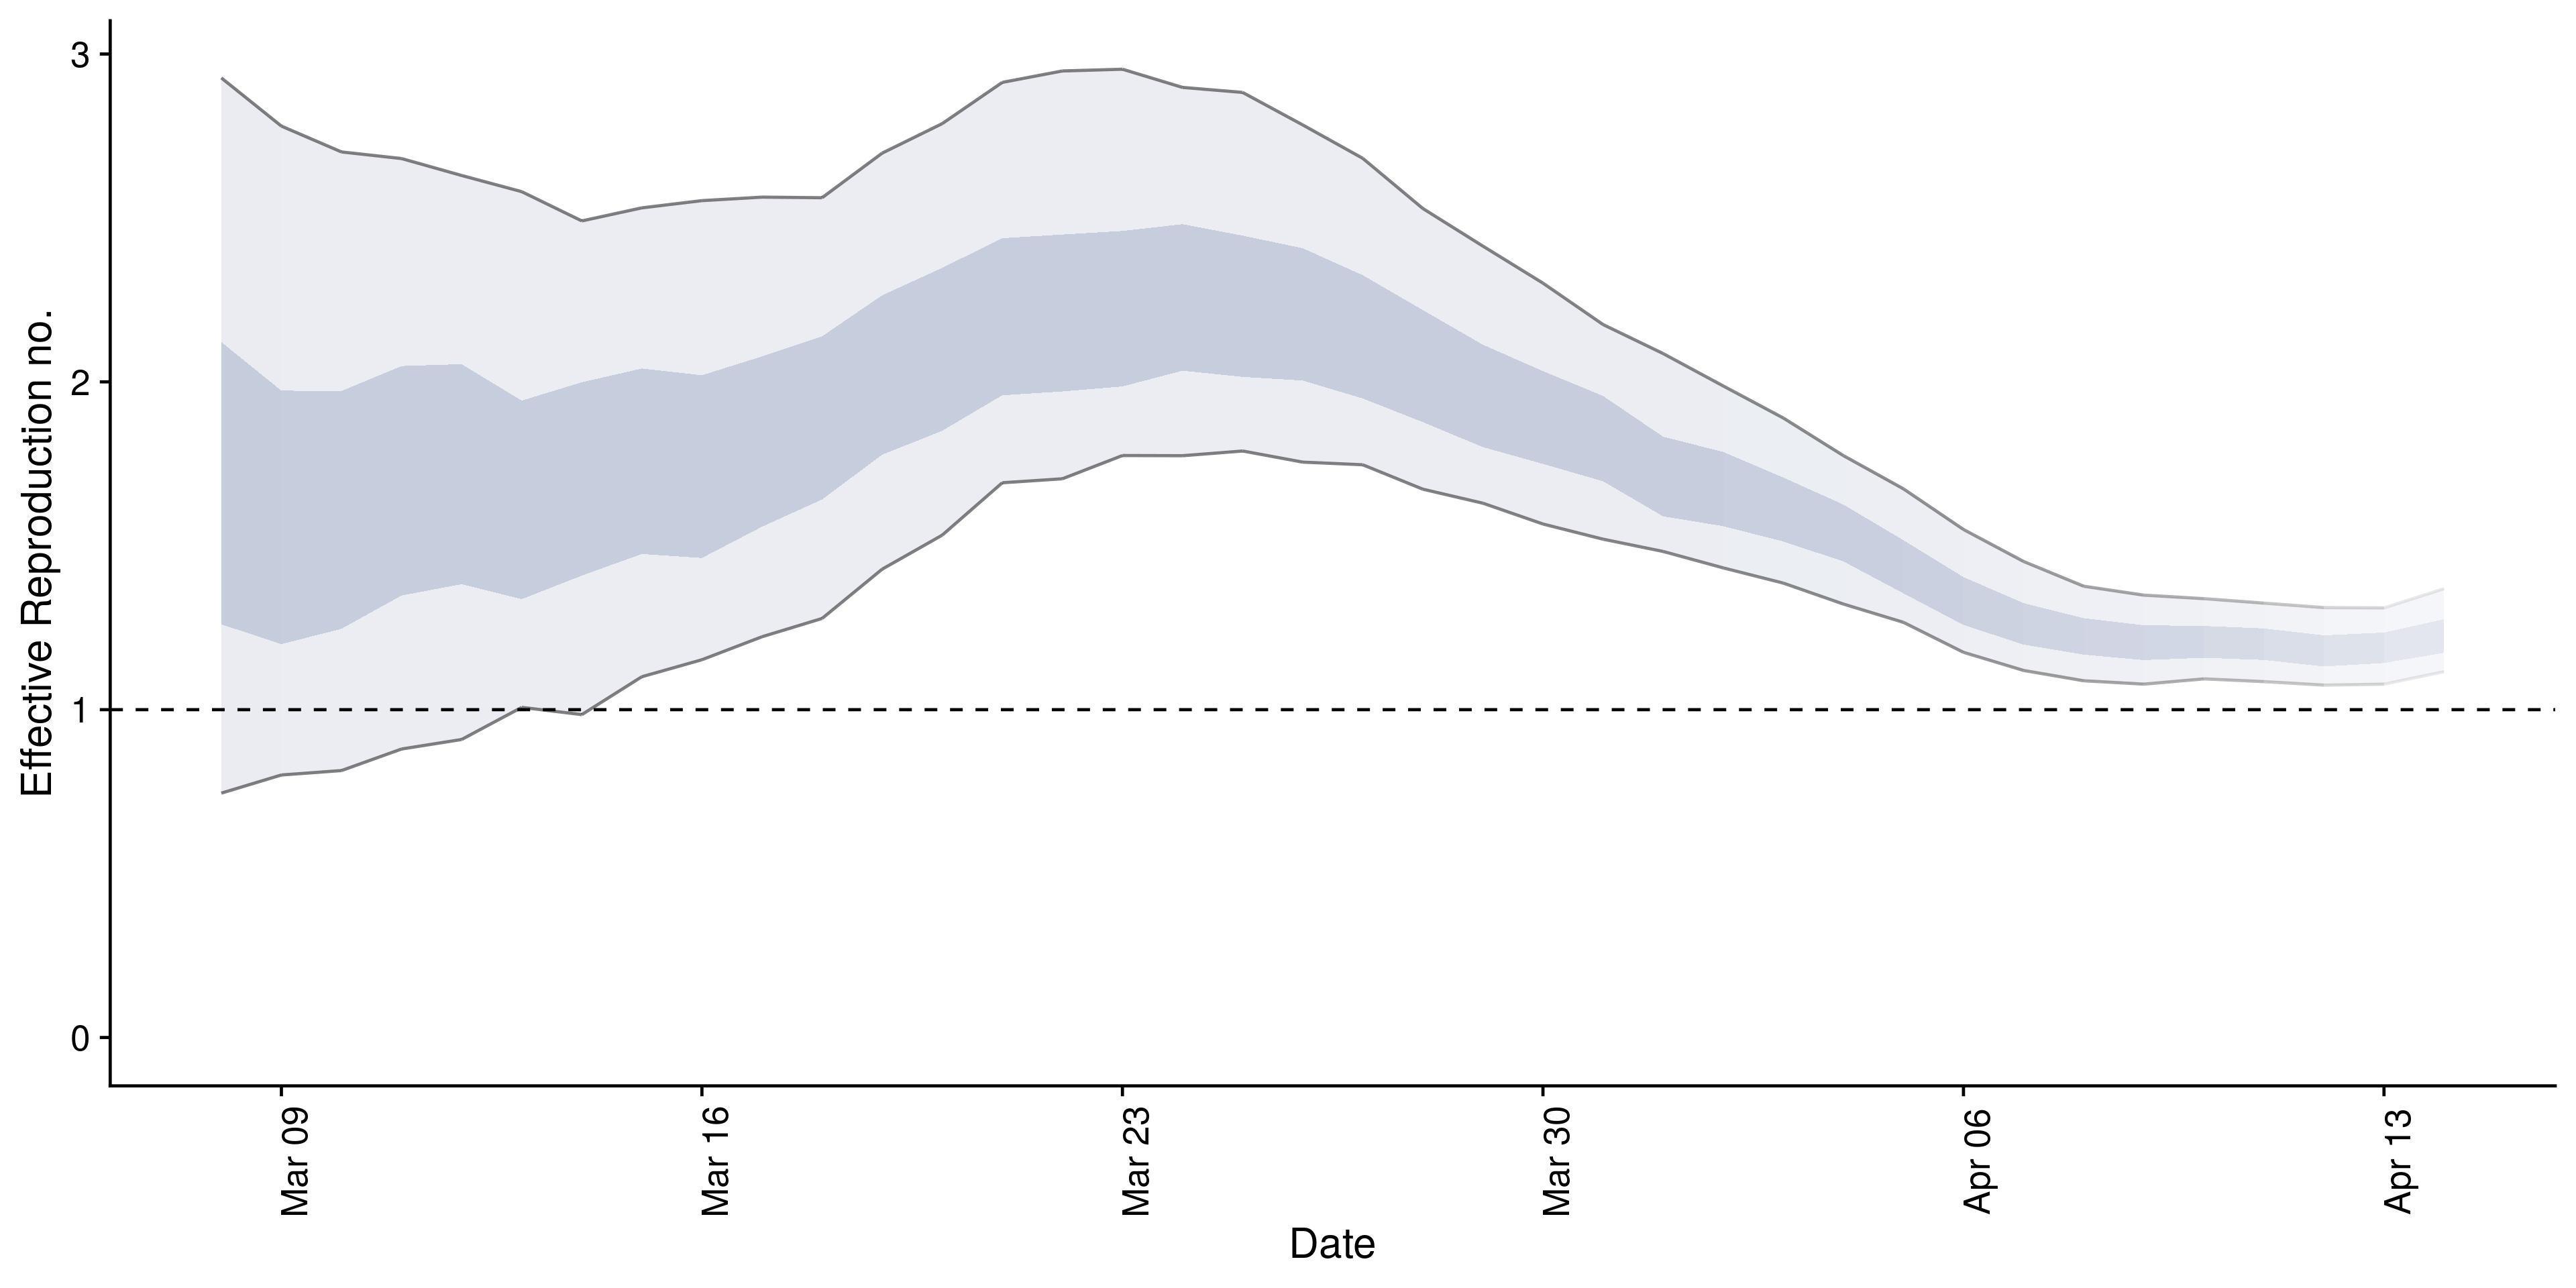 Effective Reproduction no.
3
2
1
0
Mar 09
Mar 16
Mar 23
Mar 30
Apr 06
Apr 13
Date